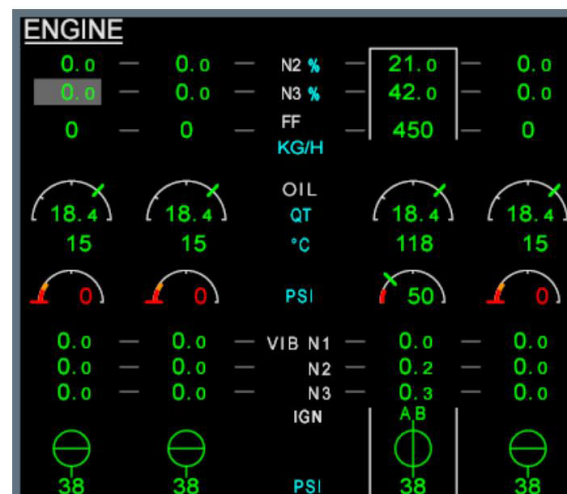 ENGINE
0.0 0.0 N2 % 21.0 0.0
0.0 0.0 N3 % 42.0 0.0
0 0 FF 450 0
KG/H
OIL
18.4 18.4 QT 18.4 18.4
15 15 °C 118 15
0 0 PSI 50 0
0.0 0.0 VIB N1 0.0 0.0
0.0 0.0 N2 0.2 0.0
0.0 0.0 N3 0.3 0.0
IGN A B
38 38 PSI 38 38